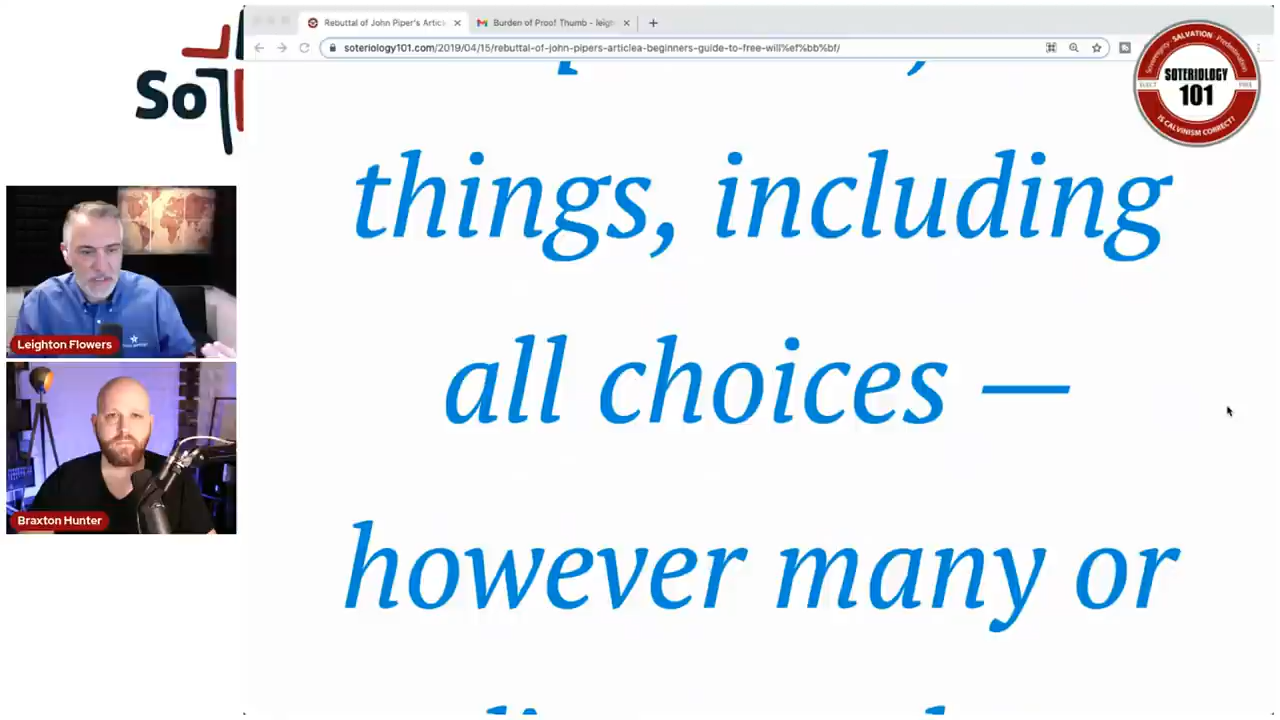 Rebuttal of John Piper's Articl
Burden of Proof Thumb - leigh
soteriology101.com/2019/04/15/rebuttal-of-john-pipers-articlea-beginners-guide-to-free-will%ef%bb%bf/
So
SALVATION
SOTERIOLOGY
101
IS CALVINISM CORRECT?
things, including
all choices —
however many or
Leighton Flowers
Braxton Hunter